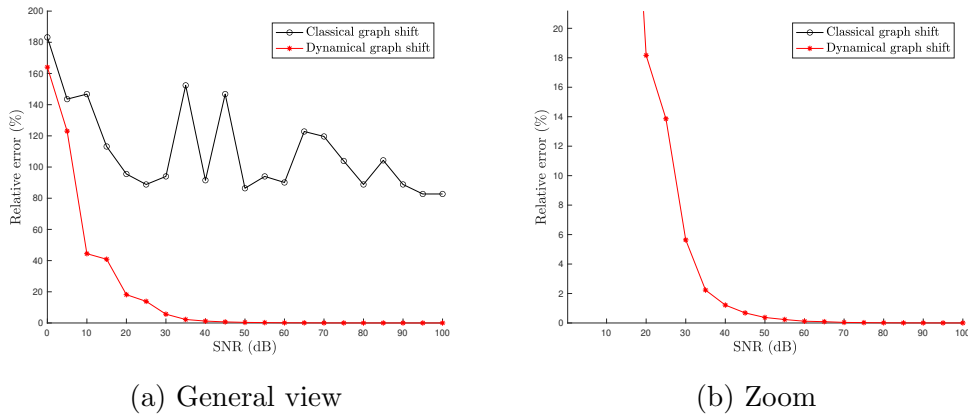 200
180
160
140
120
100
80
60
40
20
0
Relative error (%)
0 10 20 30 40 50 60 70 80 90 100
SNR (dB)
Classical graph shift
Dynamical graph shift
(a) General view
20
18
16
14
12
10
8
6
4
2
0
Relative error (%)
10 20 30 40 50 60 70 80 90 100
SNR (dB)
Classical graph shift
Dynamical graph shift
(b) Zoom